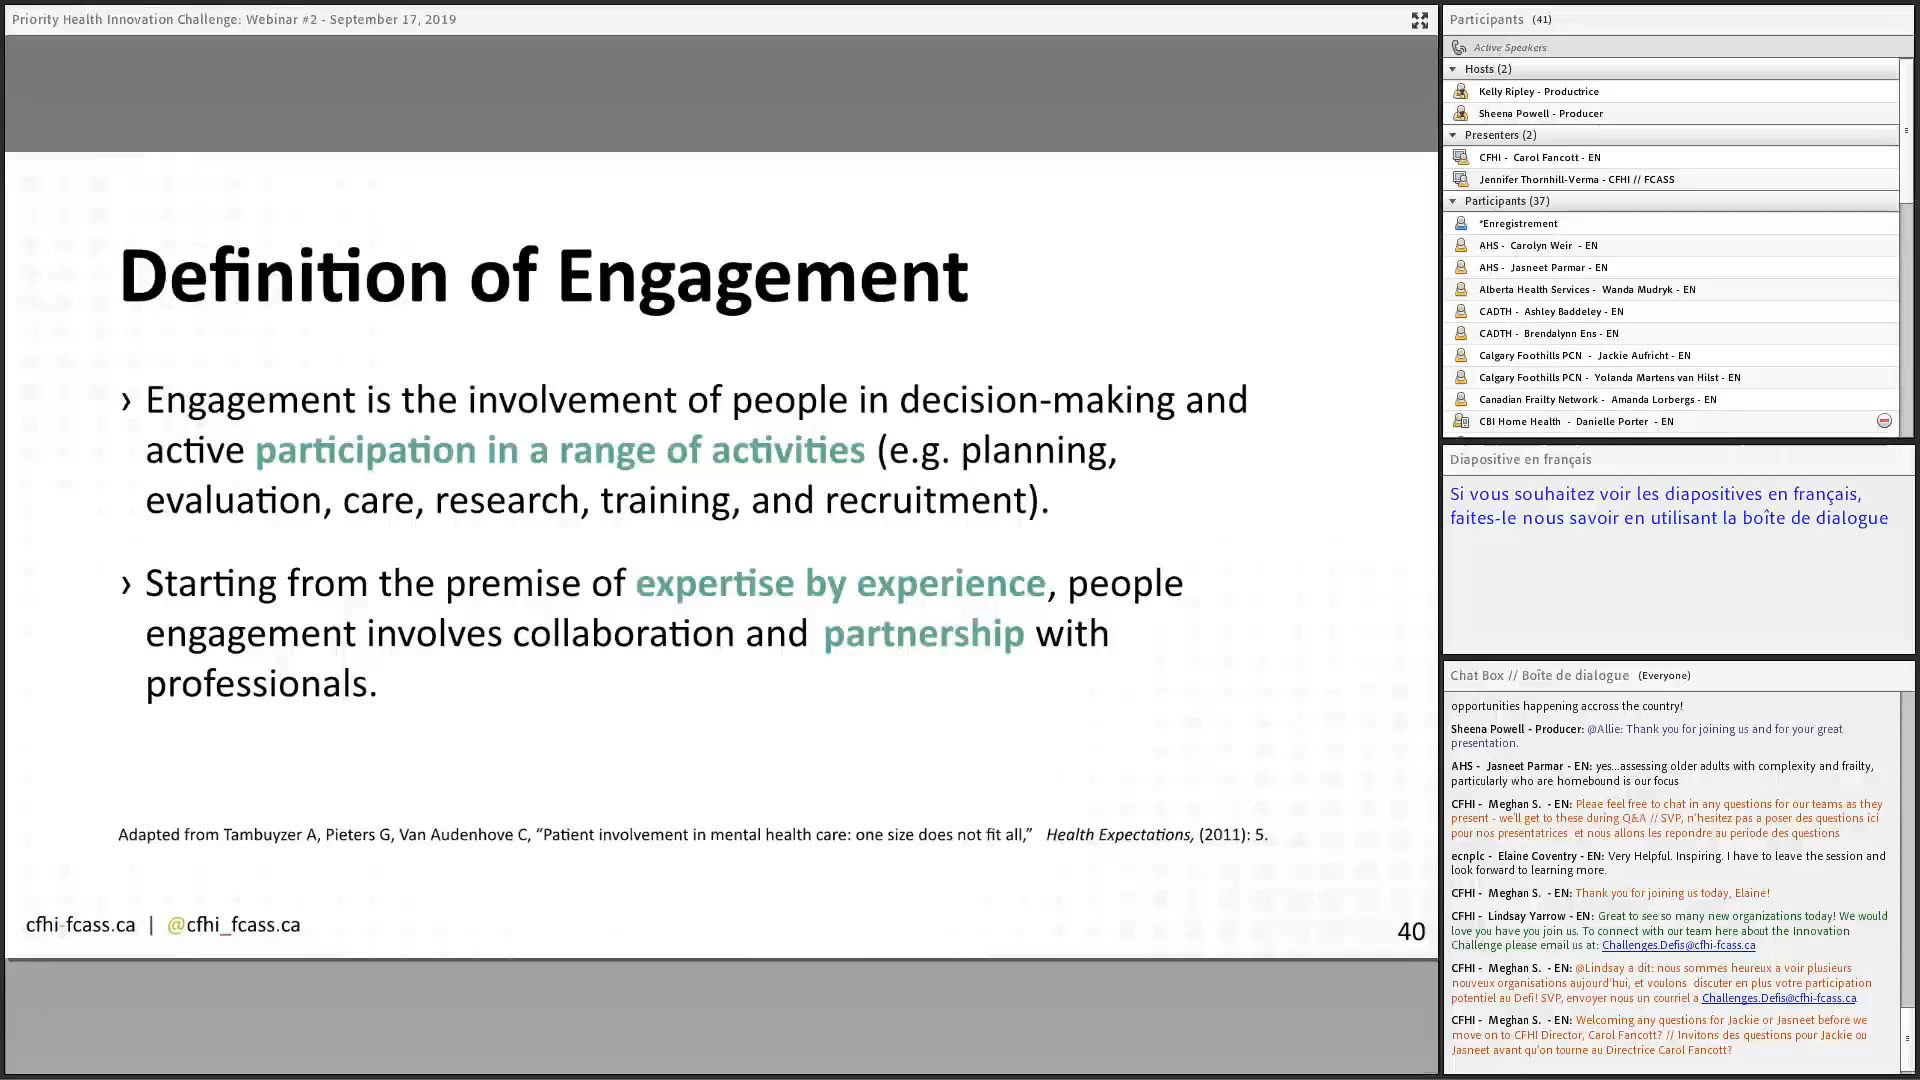 Priority Health Innovation Challenge: Webinar #2 - September 17, 2019
Definition of Engagement
› Engagement is the involvement of people in decision-making and
active participation in a range of activities (e.g. planning,
evaluation, care, research, training, and recruitment).
› Starting from the premise of expertise by experience, people
engagement involves collaboration and partnership with
professionals.
Adapted from Tambuyzer A, Pieters G, Van Audenhove C, “Patient involvement in mental health care: one size does not fit all,” Health Expectations, (2011): 5.
cfhi-fcass.ca | @cfhi_fcass.ca
40
Participants (41)
Active Speakers
Hosts (2)
Kelly Ripley - Productrice
Sheena Powell - Producer
Presenters (2)
CFHI - Carol Fancott - EN
Jennifer Thornhill-Verma - CFHI // FCASS
Participants (37)
*Enregistrement
AHS - Carolyn Weir - EN
AHS - Jasneet Parmar - EN
Alberta Health Services - Wanda Mudryk - EN
CADTH - Ashley Baddeley - EN
CADTH - Brendalynn Ens - EN
Calgary Foothills PCN - Jackie Aufricht - EN
Calgary Foothills PCN - Yolanda Martens van Hilst - EN
Canadian Frailty Network - Amanda Lorbergs - EN
CBI Home Health - Danielle Porter - EN
Diapositive en français
Si vous souhaitez voir les diapositives en français,
faites-le nous savoir en utilisant la boîte de dialogue
Chat Box // Boîte de dialogue (Everyone)
opportunities happening accross the country!
Sheena Powell - Producer: @Allie: Thank you for joining us and for your great
presentation.
AHS - Jasneet Parmar - EN: yes...assessing older adults with complexity and frailty,
particularly who are homebound is our focus
CFHI - Meghan S. - EN: Pleae feel free to chat in any questions for our teams as they
present - we'll get to these during Q&A // SVP, n'hesitez pas a poser des questions ici
pour nos presentatrices et nous allons les repondre au periode des questions
ecnplc - Elaine Coventry - EN: Very Helpful. Inspiring. I have to leave the session and
look forward to learning more.
CFHI - Meghan S. - EN: Thank you for joining us today, Elaine!
CFHI - Lindsay Yarrow - EN: Great to see so many new organizations today! We would
love you have you join us. To connect with our team here about the Innovation
Challenge please email us at: Challenges.Defis@cfhi-fcass.ca
CFHI - Meghan S. - EN: @Lindsay a dit: nous sommes heureux a voir plusieurs
nouveux organisations aujourd'hui, et voulons discuter en plus votre participation
potentiel au Defi! SVP, envoyer nous un courriel a Challenges.Defis@cfhi-fcass.ca
CFHI - Meghan S. - EN: Welcoming any questions for Jackie or Jasneet before we
move on to CFHI Director, Carol Fancott? // Invitons des questions pour Jackie ou
Jasneet avant qu'on tourne au Directrice Carol Fancott?